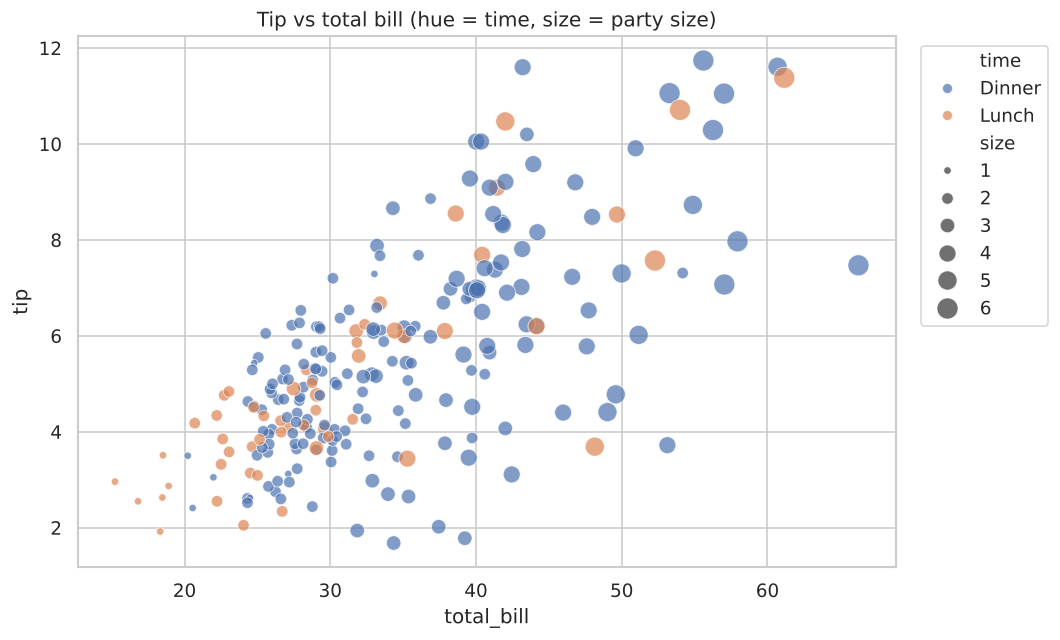 Tip vs total bill (hue = time, size = party size)
12
10
8
6
4
2
tip
20
30
40
50
60
total_bill
time
Dinner
Lunch
size
1
2
3
4
5
6